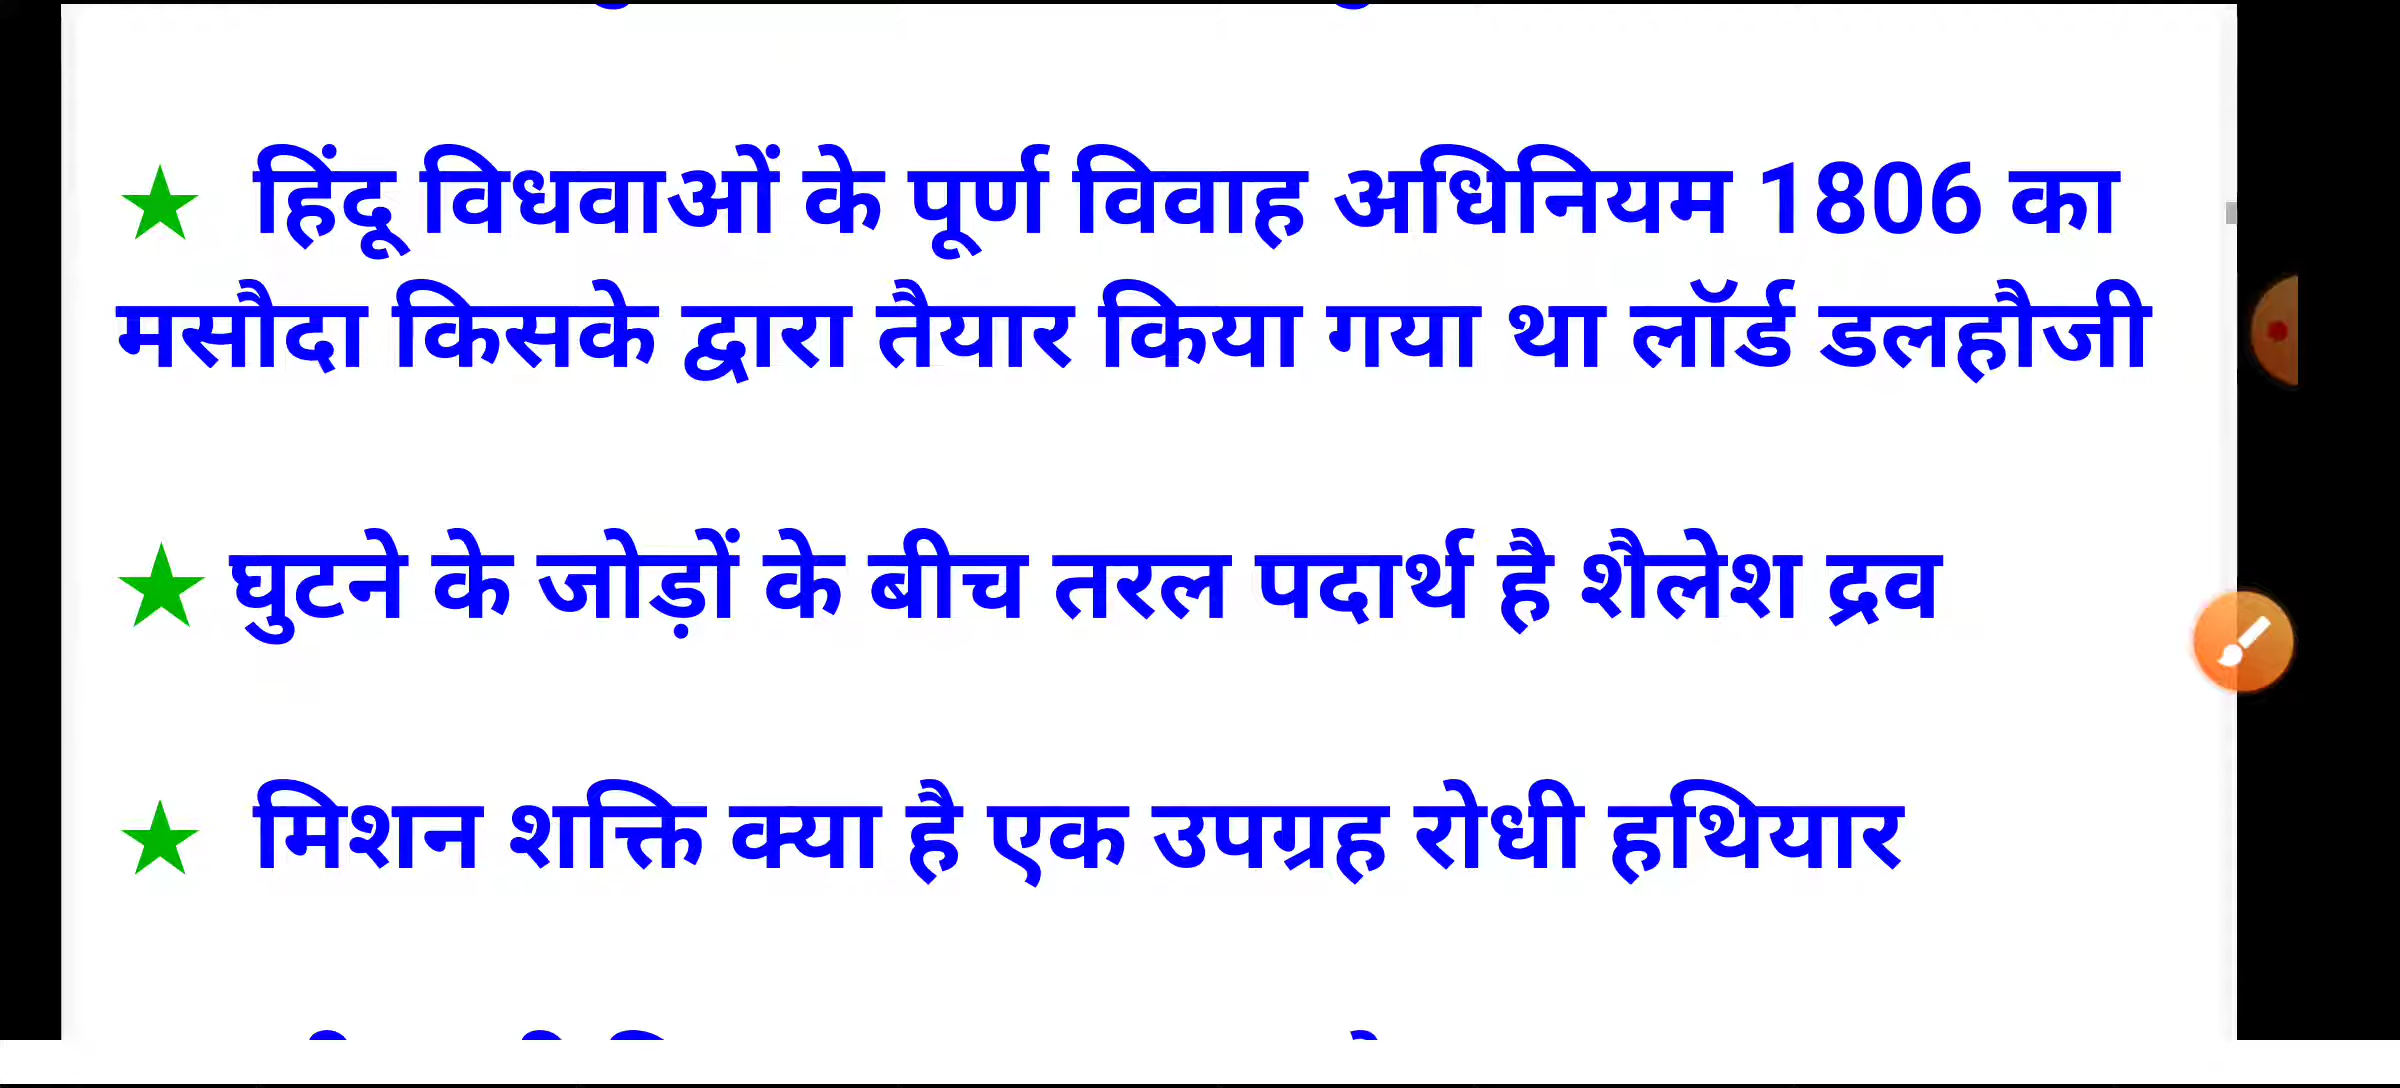 ★ हिंदू विधवाओं के पूर्ण विवाह अधिनियम 1806 का
मसौदा किसके द्वारा तैयार किया गया था लॉर्ड डलहौजी
★ घुटने के जोड़ों के बीच तरल पदार्थ है शैलेश द्रव
★ मिशन शक्ति क्या है एक उपग्रह रोधी हथियार